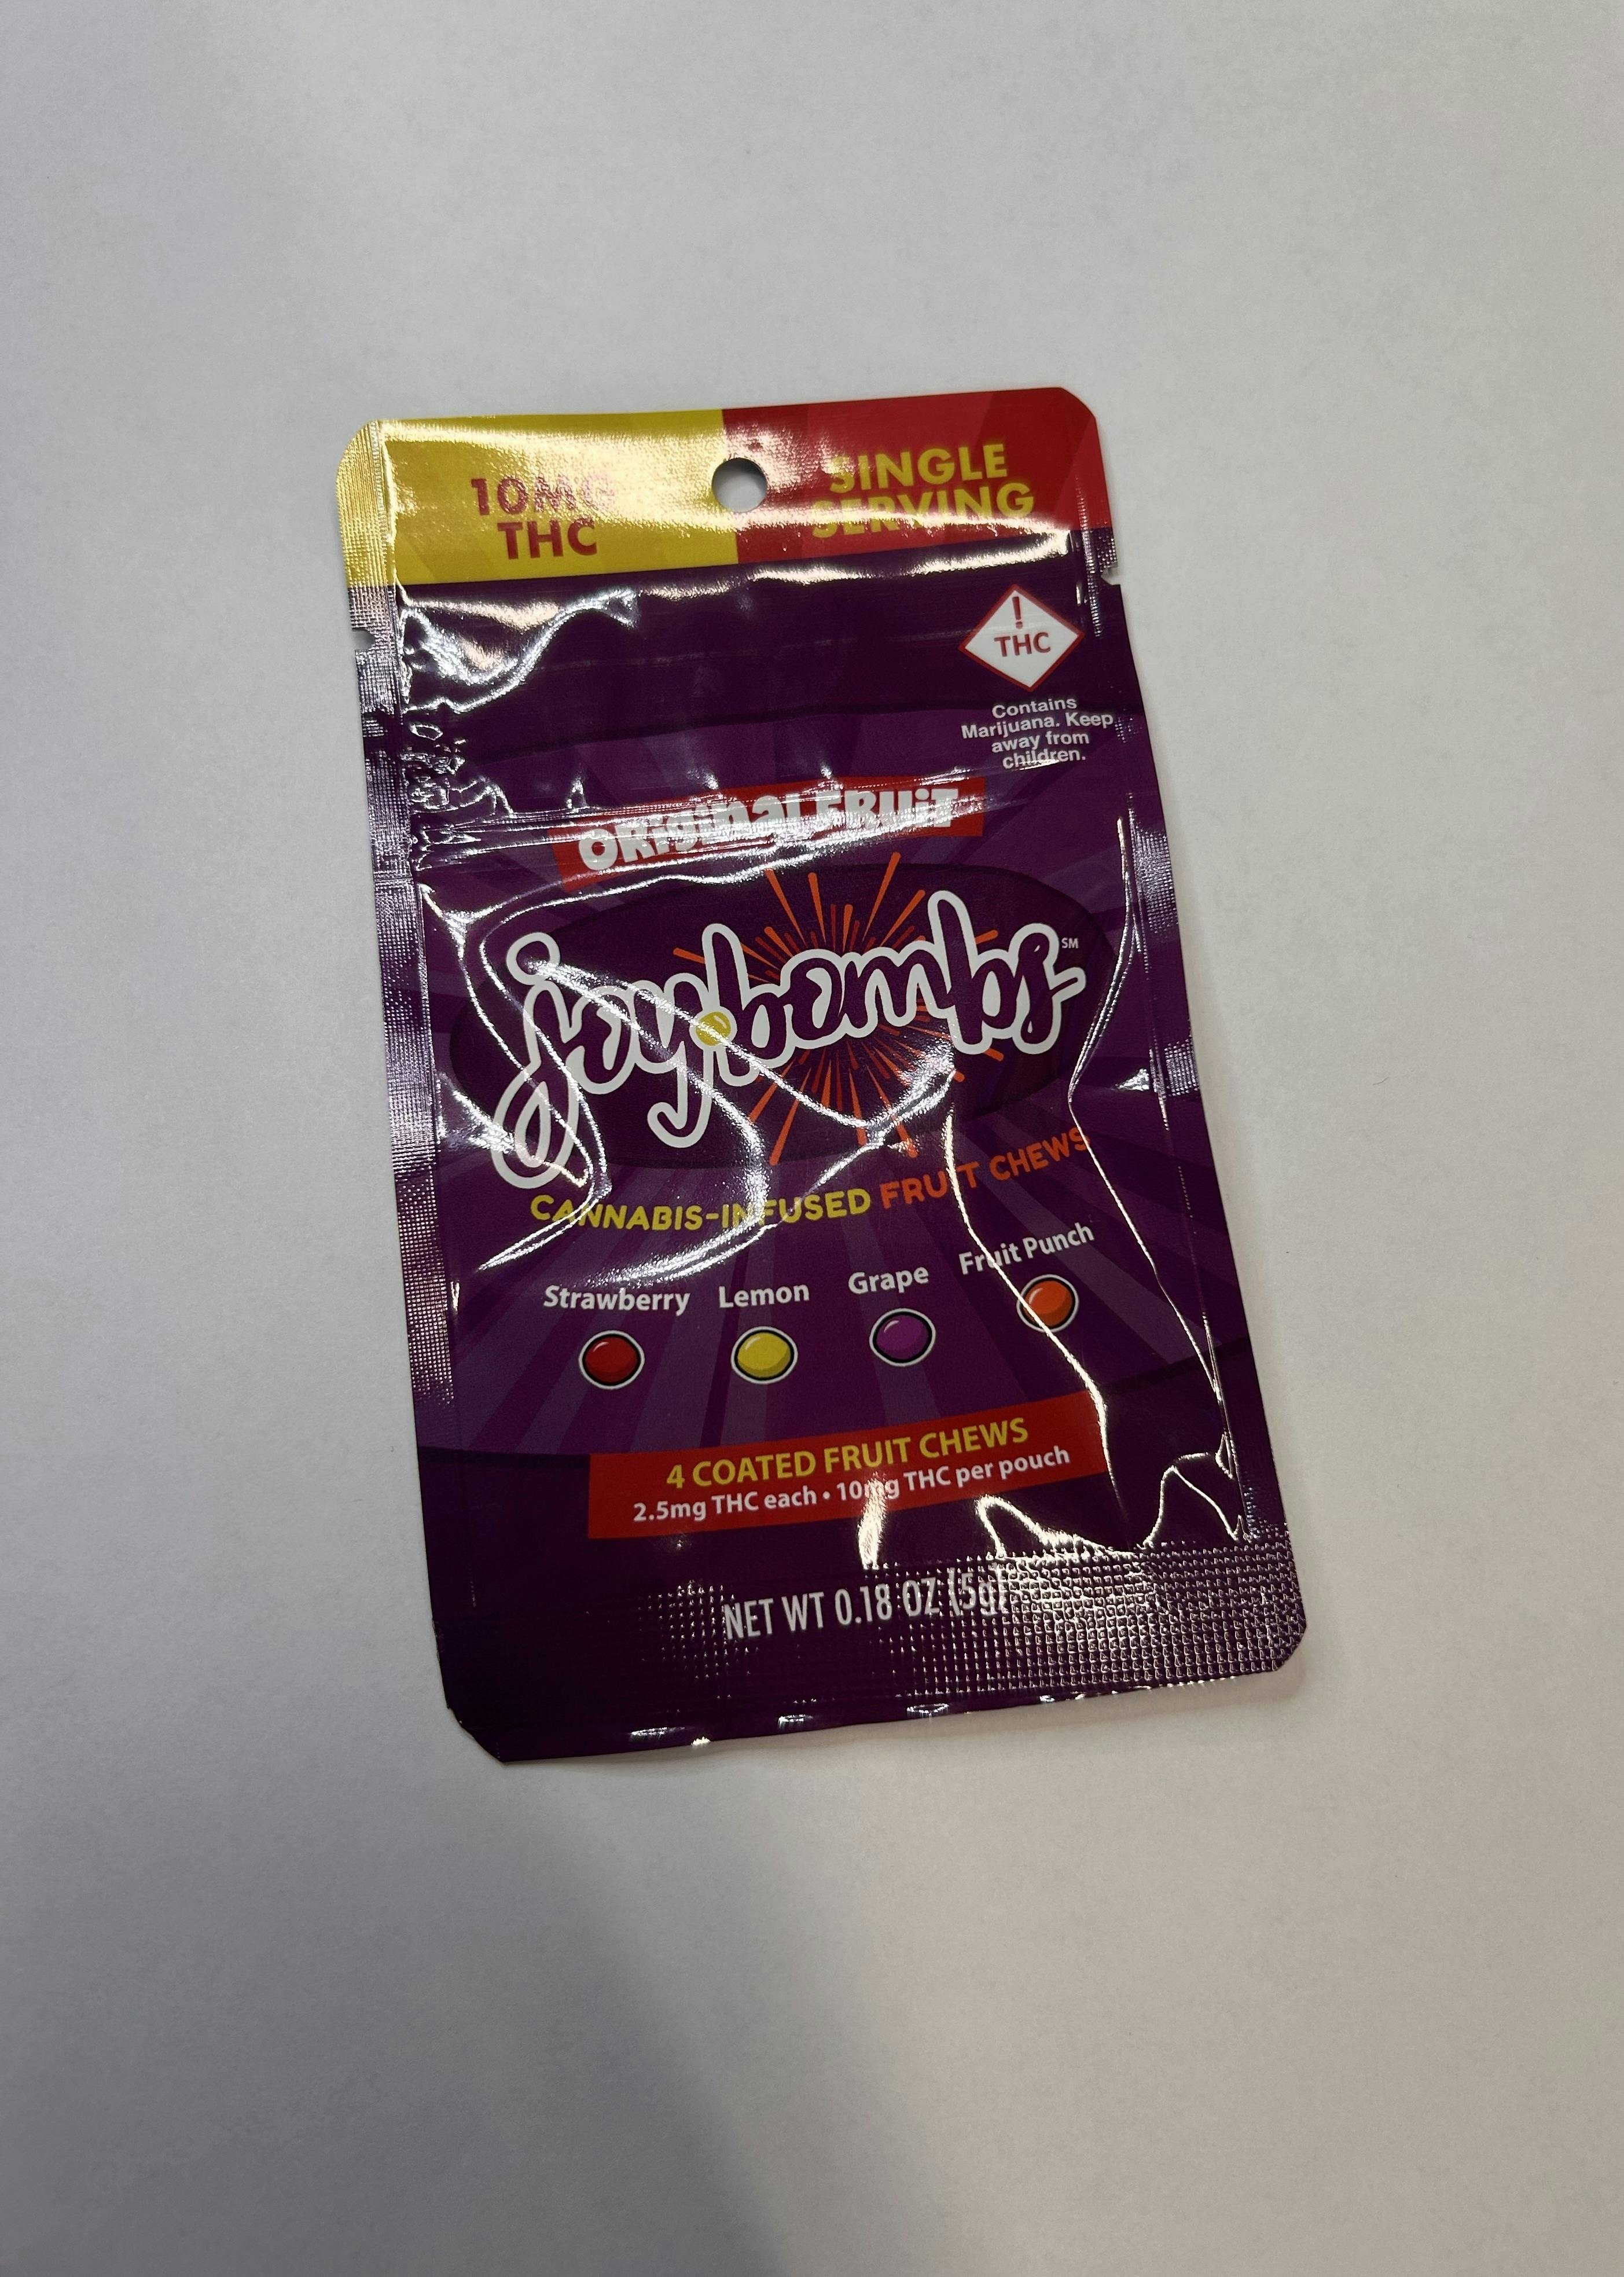 10MG
THC
SINGLE
SERVING
!
THC
Contains
Marijuana. Keep
away from
children.
ORiginal FRUiT
joy.bombs SM
CANNABIS-INFUSED FRUIT CHEWS
Strawberry Lemon Grape Fruit Punch
4 COATED FRUIT CHEWS
2.5mg THC each • 10mg THC per pouch
NET WT 0.18 OZ (5g)